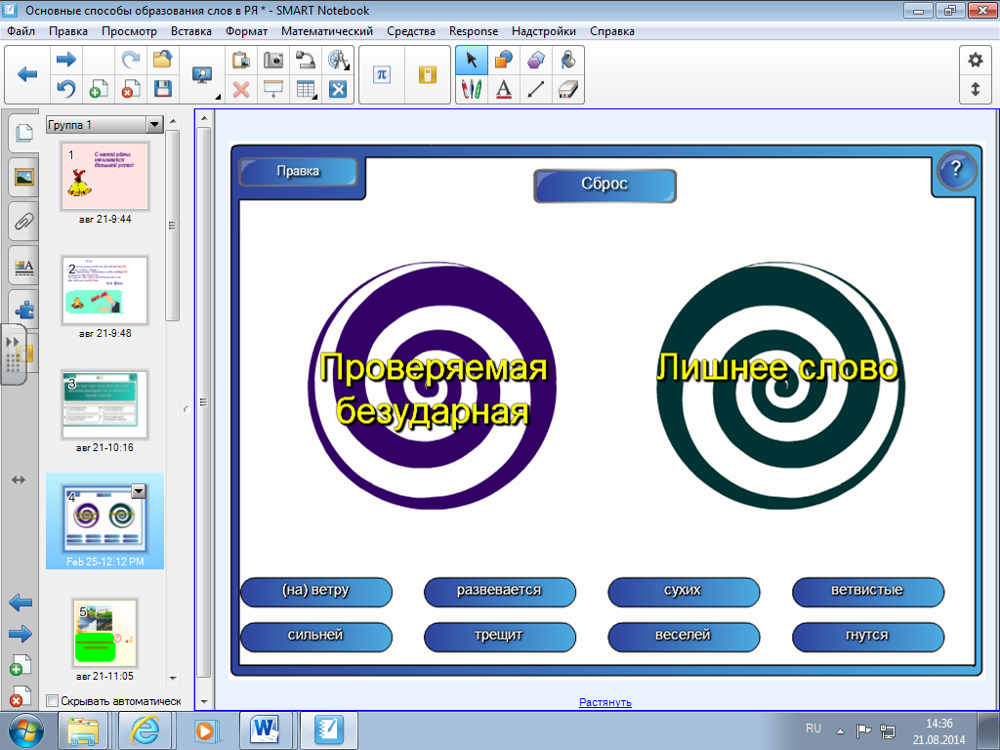 Основные способы образования слов в РЯ * - SMART Notebook
Файл Правка Просмотр Вставка Формат Математический Средства Response Надстройки Справка
Группа 1
1
С малой удачи
начинается
большой успех!
авг 21-9:44
2
авг 21-9:48
3
авг 21-10:16
4
Feb 25-12:12 PM
5
авг 21-11:05
Скрывать автоматическ
Правка
Сброс
?
Проверяемая
безударная
Лишнее слово
(на) ветру развевается сухих ветвистые
сильней трещит веселей гнутся
Растянуть
RU
14:36
21.08.2014